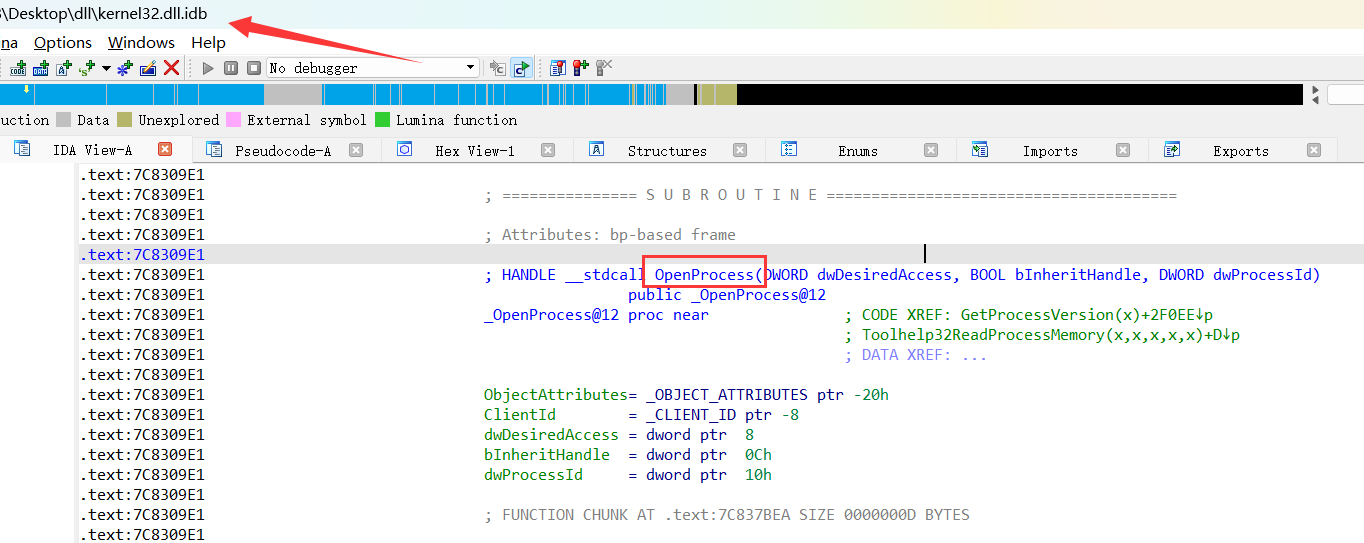 \Desktop\dll\kernel32.dll.idb
na Options Windows Help
No debugger
uction Data Unexplored External symbol Lumina function
IDA View-A Pseudocode-A Hex View-1 Structures Enums Imports Exports
.text:7C8309E1
.text:7C8309E1 ; =============== S U B R O U T I N E =======================================
.text:7C8309E1
.text:7C8309E1 ; Attributes: bp-based frame
.text:7C8309E1
.text:7C8309E1 ; HANDLE __stdcall OpenProcess(DWORD dwDesiredAccess, BOOL bInheritHandle, DWORD dwProcessId)
.text:7C8309E1 public _OpenProcess@12
.text:7C8309E1 _OpenProcess@12 proc near ; CODE XREF: GetProcessVersion(x)+2F0EE↓p
.text:7C8309E1 ; Toolhelp32ReadProcessMemory(x,x,x,x,x)+D↓p
.text:7C8309E1 ; DATA XREF: ...
.text:7C8309E1
.text:7C8309E1 ObjectAttributes= _OBJECT_ATTRIBUTES ptr -20h
.text:7C8309E1 ClientId = _CLIENT_ID ptr -8
.text:7C8309E1 dwDesiredAccess = dword ptr 8
.text:7C8309E1 bInheritHandle = dword ptr 0Ch
.text:7C8309E1 dwProcessId = dword ptr 10h
.text:7C8309E1
.text:7C8309E1 ; FUNCTION CHUNK AT .text:7C837BEA SIZE 0000000D BYTES
.text:7C8309E1